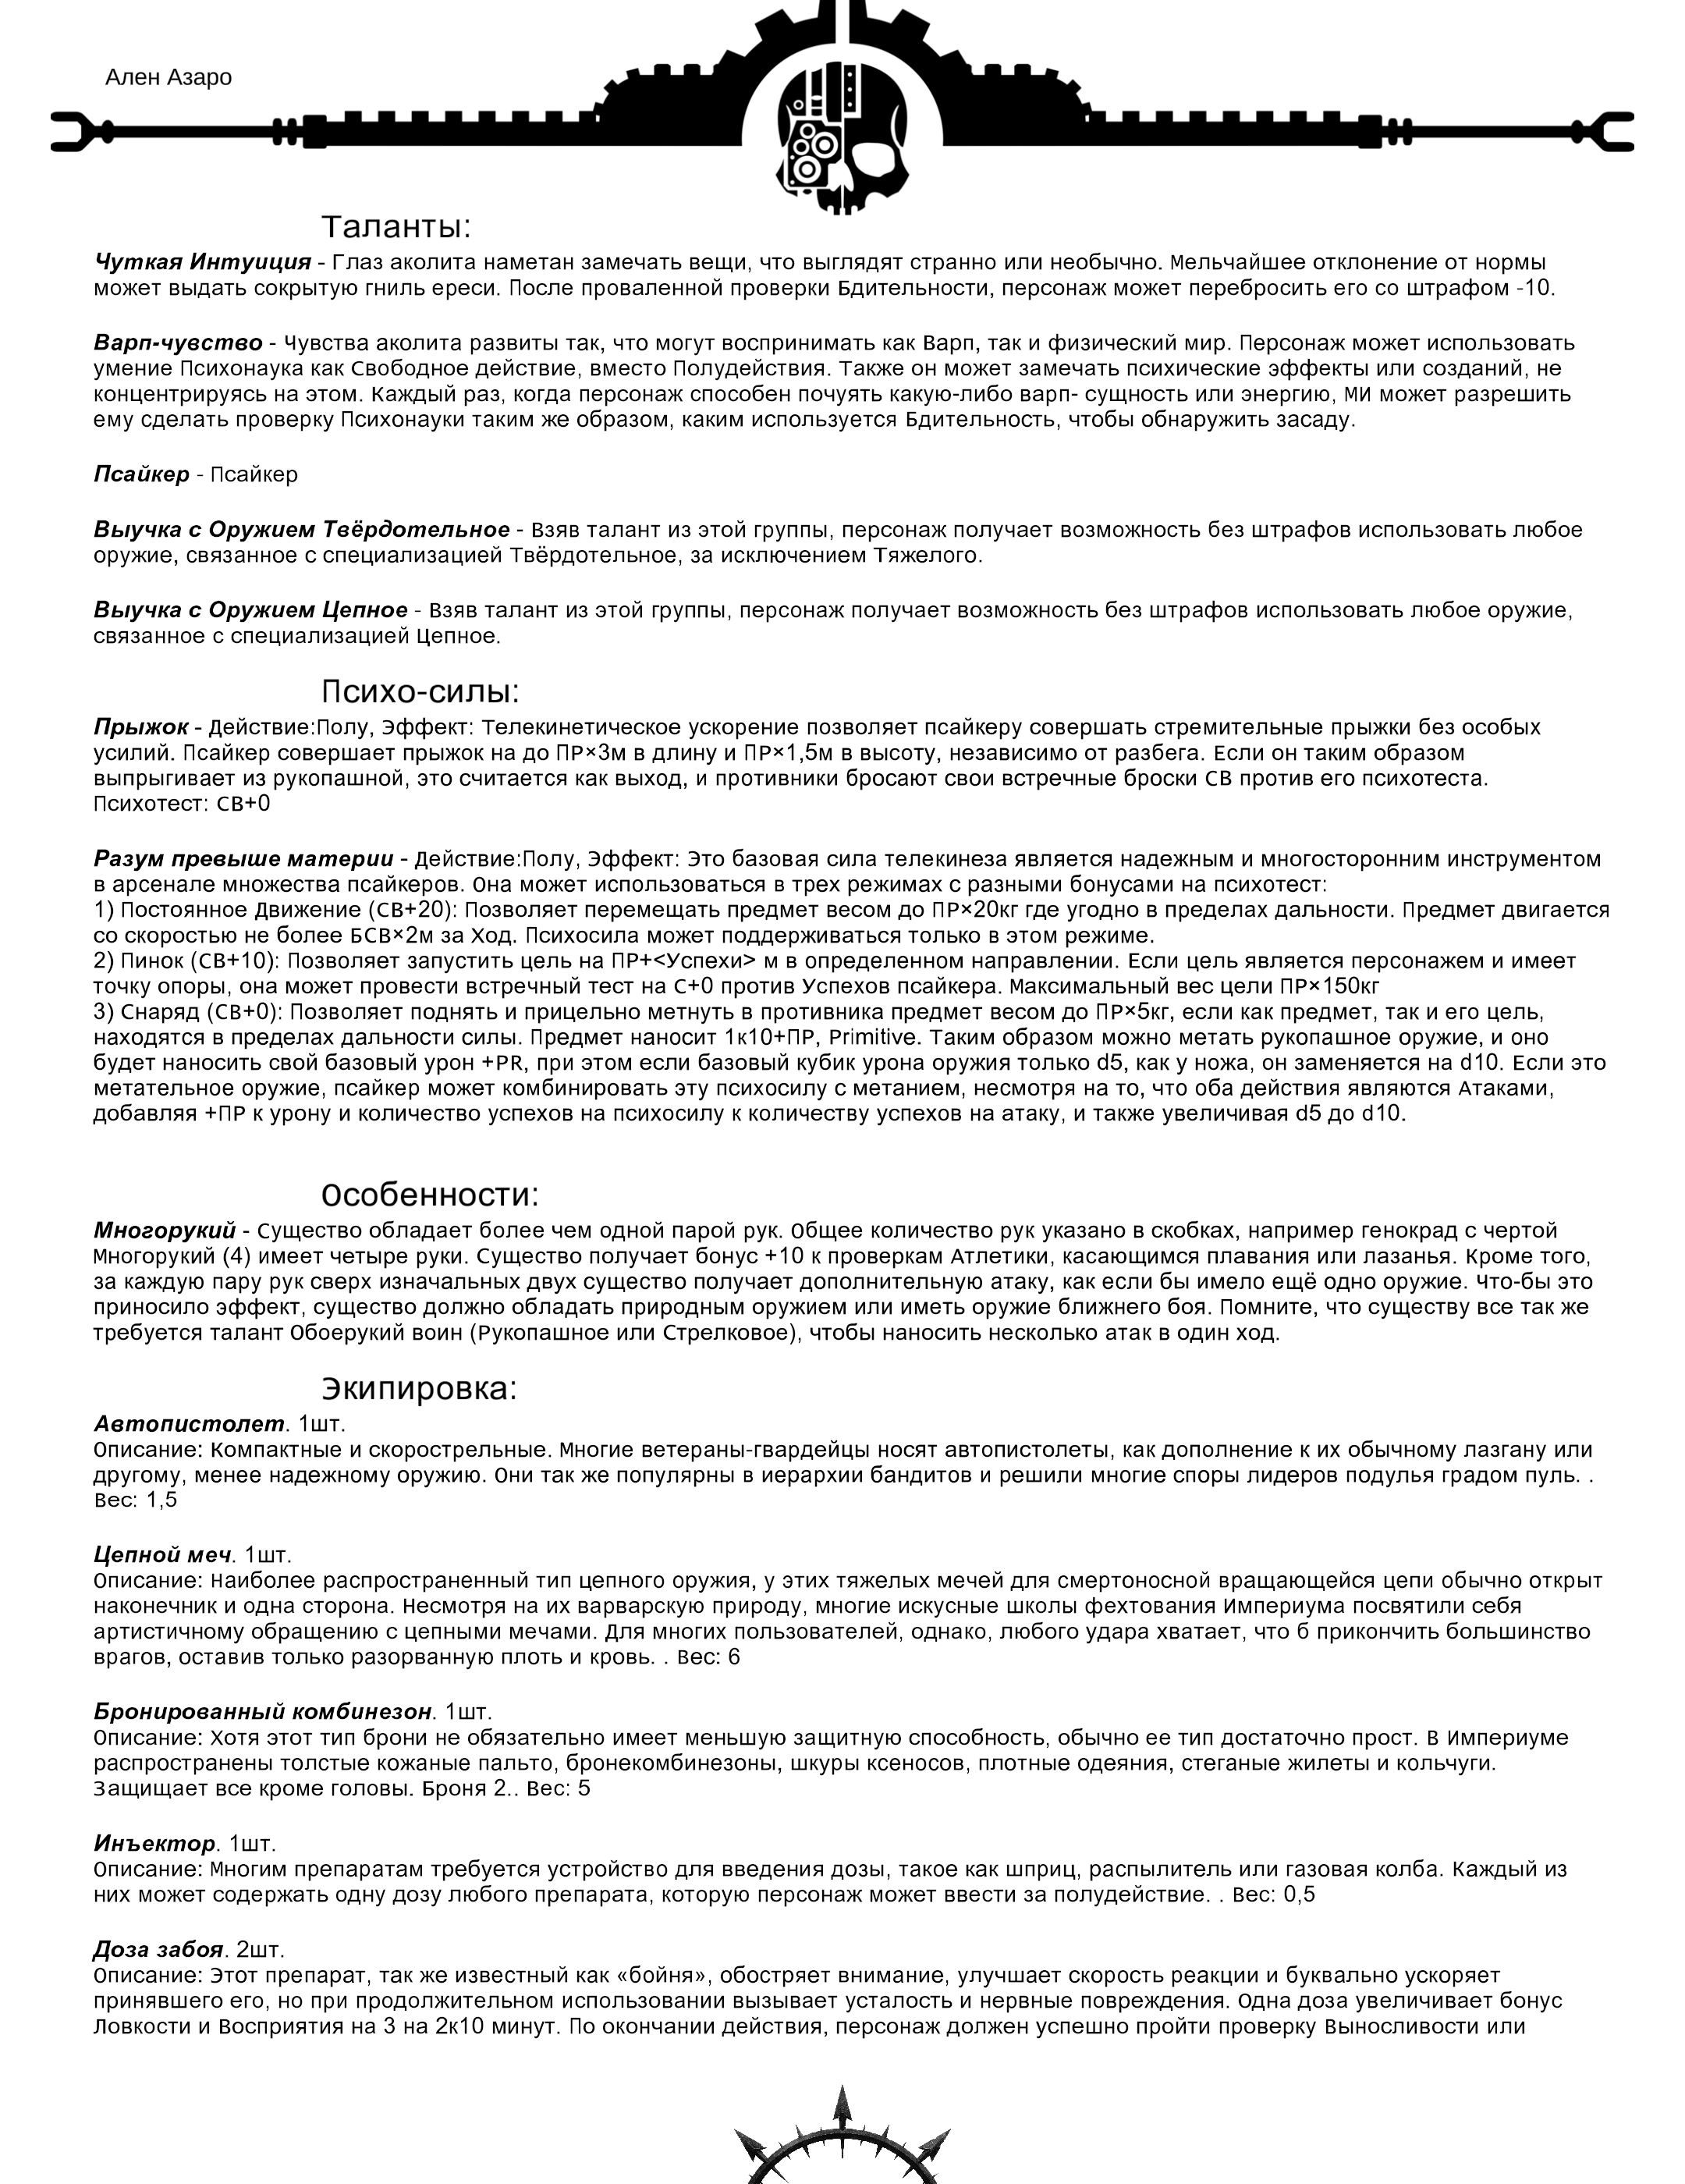 Ален Азаро
Таланты:
Чуткая Интуиция - Глаз аколита наметан замечать вещи, что выглядят странно или необычно. Мельчайшее отклонение от нормы
может выдать сокрытую гниль ереси. После проваленной проверки Бдительности, персонаж может перебросить его со штрафом -10.
Варп-чувство - Чувства аколита развиты так, что могут воспринимать как Варп, так и физический мир. Персонаж может использовать
умение Психонаука как Свободное действие, вместо Полудействия. Также он может замечать психические эффекты или созданий, не
концентрируясь на этом. Каждый раз, когда персонаж способен почуять какую-либо варп- сущность или энергию, МИ может разрешить
ему сделать проверку Психонауки таким же образом, каким используется Бдительность, чтобы обнаружить засаду.
Псайкер - Псайкер
Выучка с Оружием Твёрдотельное - Взяв талант из этой группы, персонаж получает возможность без штрафов использовать любое
оружие, связанное с специализацией Твёрдотельное, за исключением Тяжелого.
Выучка с Оружием Цепное - Взяв талант из этой группы, персонаж получает возможность без штрафов использовать любое оружие,
связанное с специализацией Цепное.
Психо-силы:
Прыжок - Действие:Полу, Эффект: Телекинетическое ускорение позволяет псайкеру совершать стремительные прыжки без особых
усилий. Псайкер совершает прыжок на до ПР×3м в длину и ПР×1,5м в высоту, независимо от разбега. Если он таким образом
выпрыгивает из рукопашной, это считается как выход, и противники бросают свои встречные броски СВ против его психотеста.
Психотест: СВ+0
Разум превыше материи - Действие:Полу, Эффект: Это базовая сила телекинеза является надежным и многосторонним инструментом
в арсенале множества псайкеров. Она может использоваться в трех режимах с разными бонусами на психотест:
1) Постоянное Движение (СВ+20): Позволяет перемещать предмет весом до ПР×20кг где угодно в пределах дальности. Предмет двигается
со скоростью не более БСВ×2м за Ход. Психосила может поддерживаться только в этом режиме.
2) Пинок (СВ+10): Позволяет запустить цель на ПР+<Успехи> м в определенном направлении. Если цель является персонажем и имеет
точку опоры, она может провести встречный тест на С+0 против Успехов псайкера. Максимальный вес цели ПР×150кг
3) Снаряд (СВ+0): Позволяет поднять и прицельно метнуть в противника предмет весом до ПР×5кг, если как предмет, так и его цель,
находятся в пределах дальности силы. Предмет наносит 1к10+ПР, Primitive. Таким образом можно метать рукопашное оружие, и оно
будет наносить свой базовый урон +PR, при этом если базовый кубик урона оружия только d5, как у ножа, он заменяется на d10. Если это
метательное оружие, псайкер может комбинировать эту психосилу с метанием, несмотря на то, что оба действия являются Атаками,
добавляя +ПР к урону и количество успехов на психосилу к количеству успехов на атаку, и также увеличивая d5 до d10.
Особенности:
Многорукий - Существо обладает более чем одной парой рук. Общее количество рук указано в скобках, например генокрад с чертой
Многорукий (4) имеет четыре руки. Существо получает бонус +10 к проверкам Атлетики, касающимся плавания или лазанья. Кроме того,
за каждую пару рук сверх изначальных двух существо получает дополнительную атаку, как если бы имело ещё одно оружие. Что-бы это
приносило эффект, существо должно обладать природным оружием или иметь оружие ближнего боя. Помните, что существу все так же
требуется талант Обоерукий воин (Рукопашное или Стрелковое), чтобы наносить несколько атак в один ход.
Экипировка:
Автопистолет. 1шт.
Описание: Компактные и скорострельные. Многие ветераны-гвардейцы носят автопистолеты, как дополнение к их обычному лазгану или
другому, менее надежному оружию. Они так же популярны в иерархии бандитов и решили многие споры лидеров подулья градом пуль. .
Вес: 1,5
Цепной меч. 1шт.
Описание: Наиболее распространенный тип цепного оружия, у этих тяжелых мечей для смертоносной вращающейся цепи обычно открыт
наконечник и одна сторона. Несмотря на их варварскую природу, многие искусные школы фехтования Империума посвятили себя
артистичному обращению с цепными мечами. Для многих пользователей, однако, любого удара хватает, что б прикончить большинство
врагов, оставив только разорванную плоть и кровь. . Вес: 6
Бронированный комбинезон. 1шт.
Описание: Хотя этот тип брони не обязательно имеет меньшую защитную способность, обычно ее тип достаточно прост. В Империуме
распространены толстые кожаные пальто, бронекомбинезоны, шкуры ксеносов, плотные одеяния, стеганые жилеты и кольчуги.
Защищает все кроме головы. Броня 2.. Вес: 5
Инъектор. 1шт.
Описание: Многим препаратам требуется устройство для введения дозы, такое как шприц, распылитель или газовая колба. Каждый из
них может содержать одну дозу любого препарата, которую персонаж может ввести за полудействие. . Вес: 0,5
Доза забоя. 2шт.
Описание: Этот препарат, так же известный как «бойня», обостряет внимание, улучшает скорость реакции и буквально ускоряет
принявшего его, но при продолжительном использовании вызывает усталость и нервные повреждения. Одна доза увеличивает бонус
Ловкости и Восприятия на 3 на 2к10 минут. По окончании действия, персонаж должен успешно пройти проверку Выносливости или